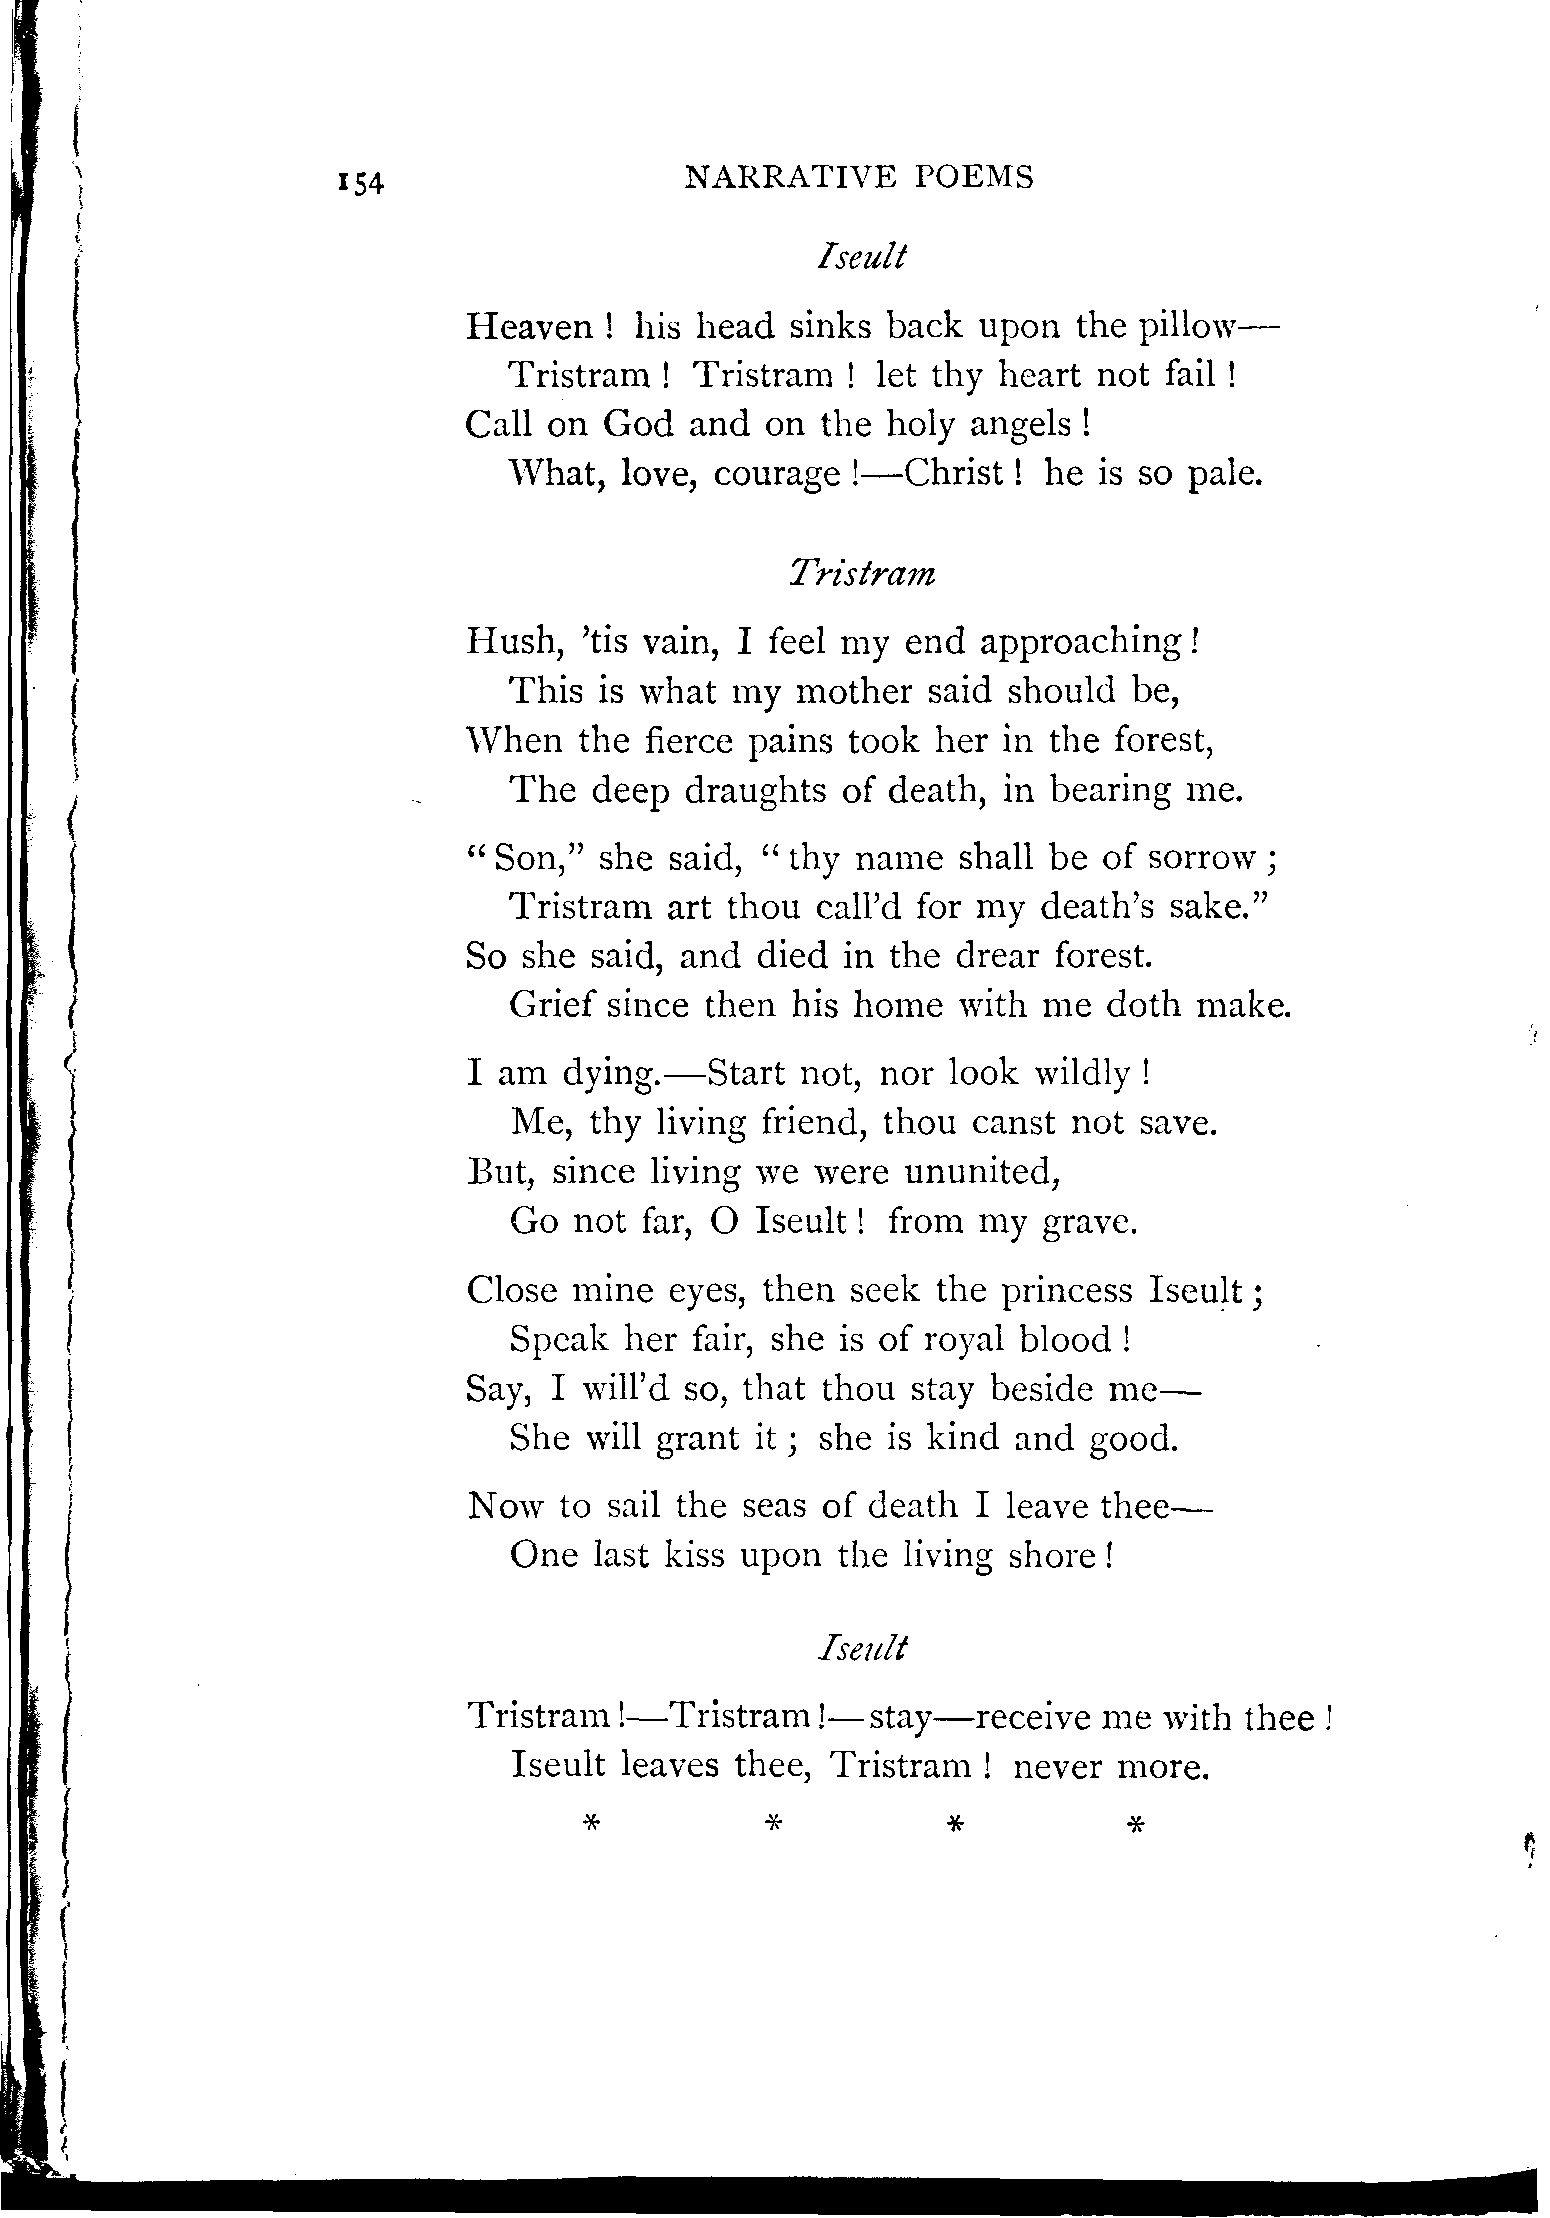 154 NARRATIVE POEMS
Iseult
Heaven ! his head sinks back upon the pillow—
Tristram ! Tristram ! let thy heart not fail !
Call on God and on the holy angels !
What, love, courage !—Christ ! he is so pale.
Tristram
Hush, ’tis vain, I feel my end approaching !
This is what my mother said should be,
When the fierce pains took her in the forest,
The deep draughts of death, in bearing me.
“ Son,” she said, “ thy name shall be of sorrow ;
Tristram art thou call’d for my death’s sake.”
So she said, and died in the drear forest.
Grief since then his home with me doth make.
I am dying.—Start not, nor look wildly !
Me, thy living friend, thou canst not save.
But, since living we were ununited,
Go not far, O Iseult ! from my grave.
Close mine eyes, then seek the princess Iseult ;
Speak her fair, she is of royal blood !
Say, I will’d so, that thou stay beside me—
She will grant it ; she is kind and good.
Now to sail the seas of death I leave thee—
One last kiss upon the living shore !
Iseult
Tristram !—Tristram !—stay—receive me with thee !
Iseult leaves thee, Tristram ! never more.
* * * *